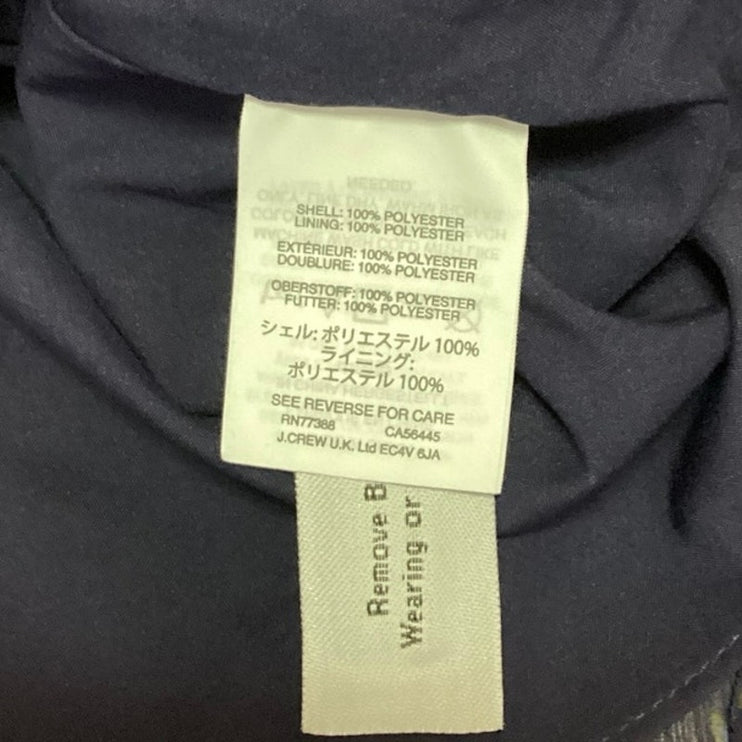 SHELL: 100% POLYESTER
LINING: 100% POLYESTER
EXTÉRIEUR: 100% POLYESTER
DOUBLURE: 100% POLYESTER
OBERSTOFF: 100% POLYESTER
FUTTER: 100% POLYESTER
シェル: ポリエステル 100%
ライニング:
ポリエステル 100%
SEE REVERSE FOR CARE
RN77388 CA56445
J.CREW U.K. Ltd EC4V 6JA
Remove B
Wearing or